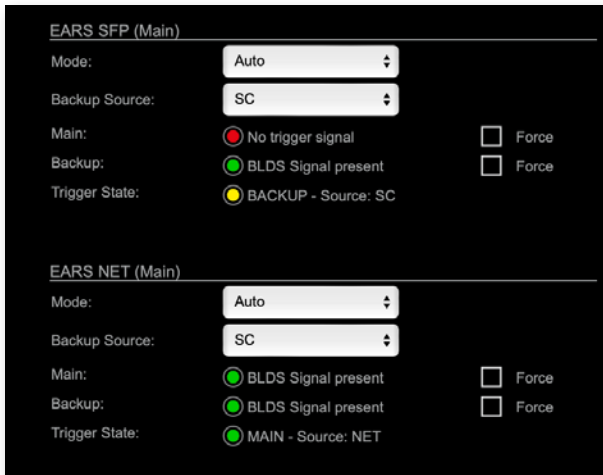 EARS SFP (Main)
Mode: Auto
Backup Source: SC
Main: No trigger signal Force
Backup: BLDS Signal present Force
Trigger State: BACKUP - Source: SC
EARS NET (Main)
Mode: Auto
Backup Source: SC
Main: BLDS Signal present Force
Backup: BLDS Signal present Force
Trigger State: MAIN - Source: NET